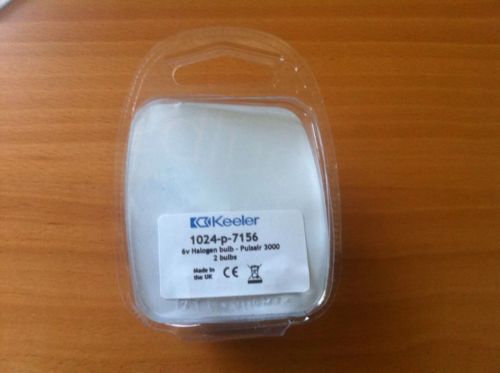 Keeler
1024-p-7156
6v Halogen bulb - Pulsair 3000
2 bulbs
Made in
the UK
CE